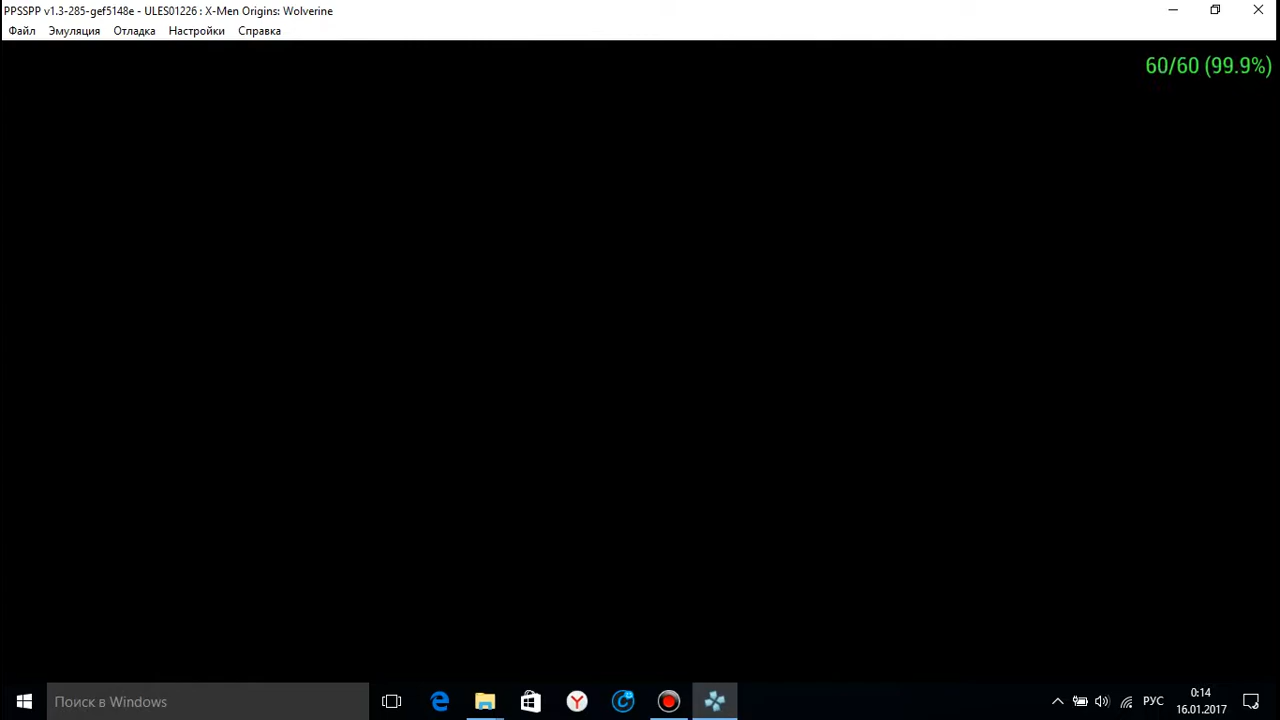 PPSSPP v1.3-285-gef5148e - ULES01226 : X-Men Origins: Wolverine
Файл Эмуляция Отладка Настройки Справка
60/60 (99.9%)
Поиск в Windows
РУС
0:14
16.01.2017